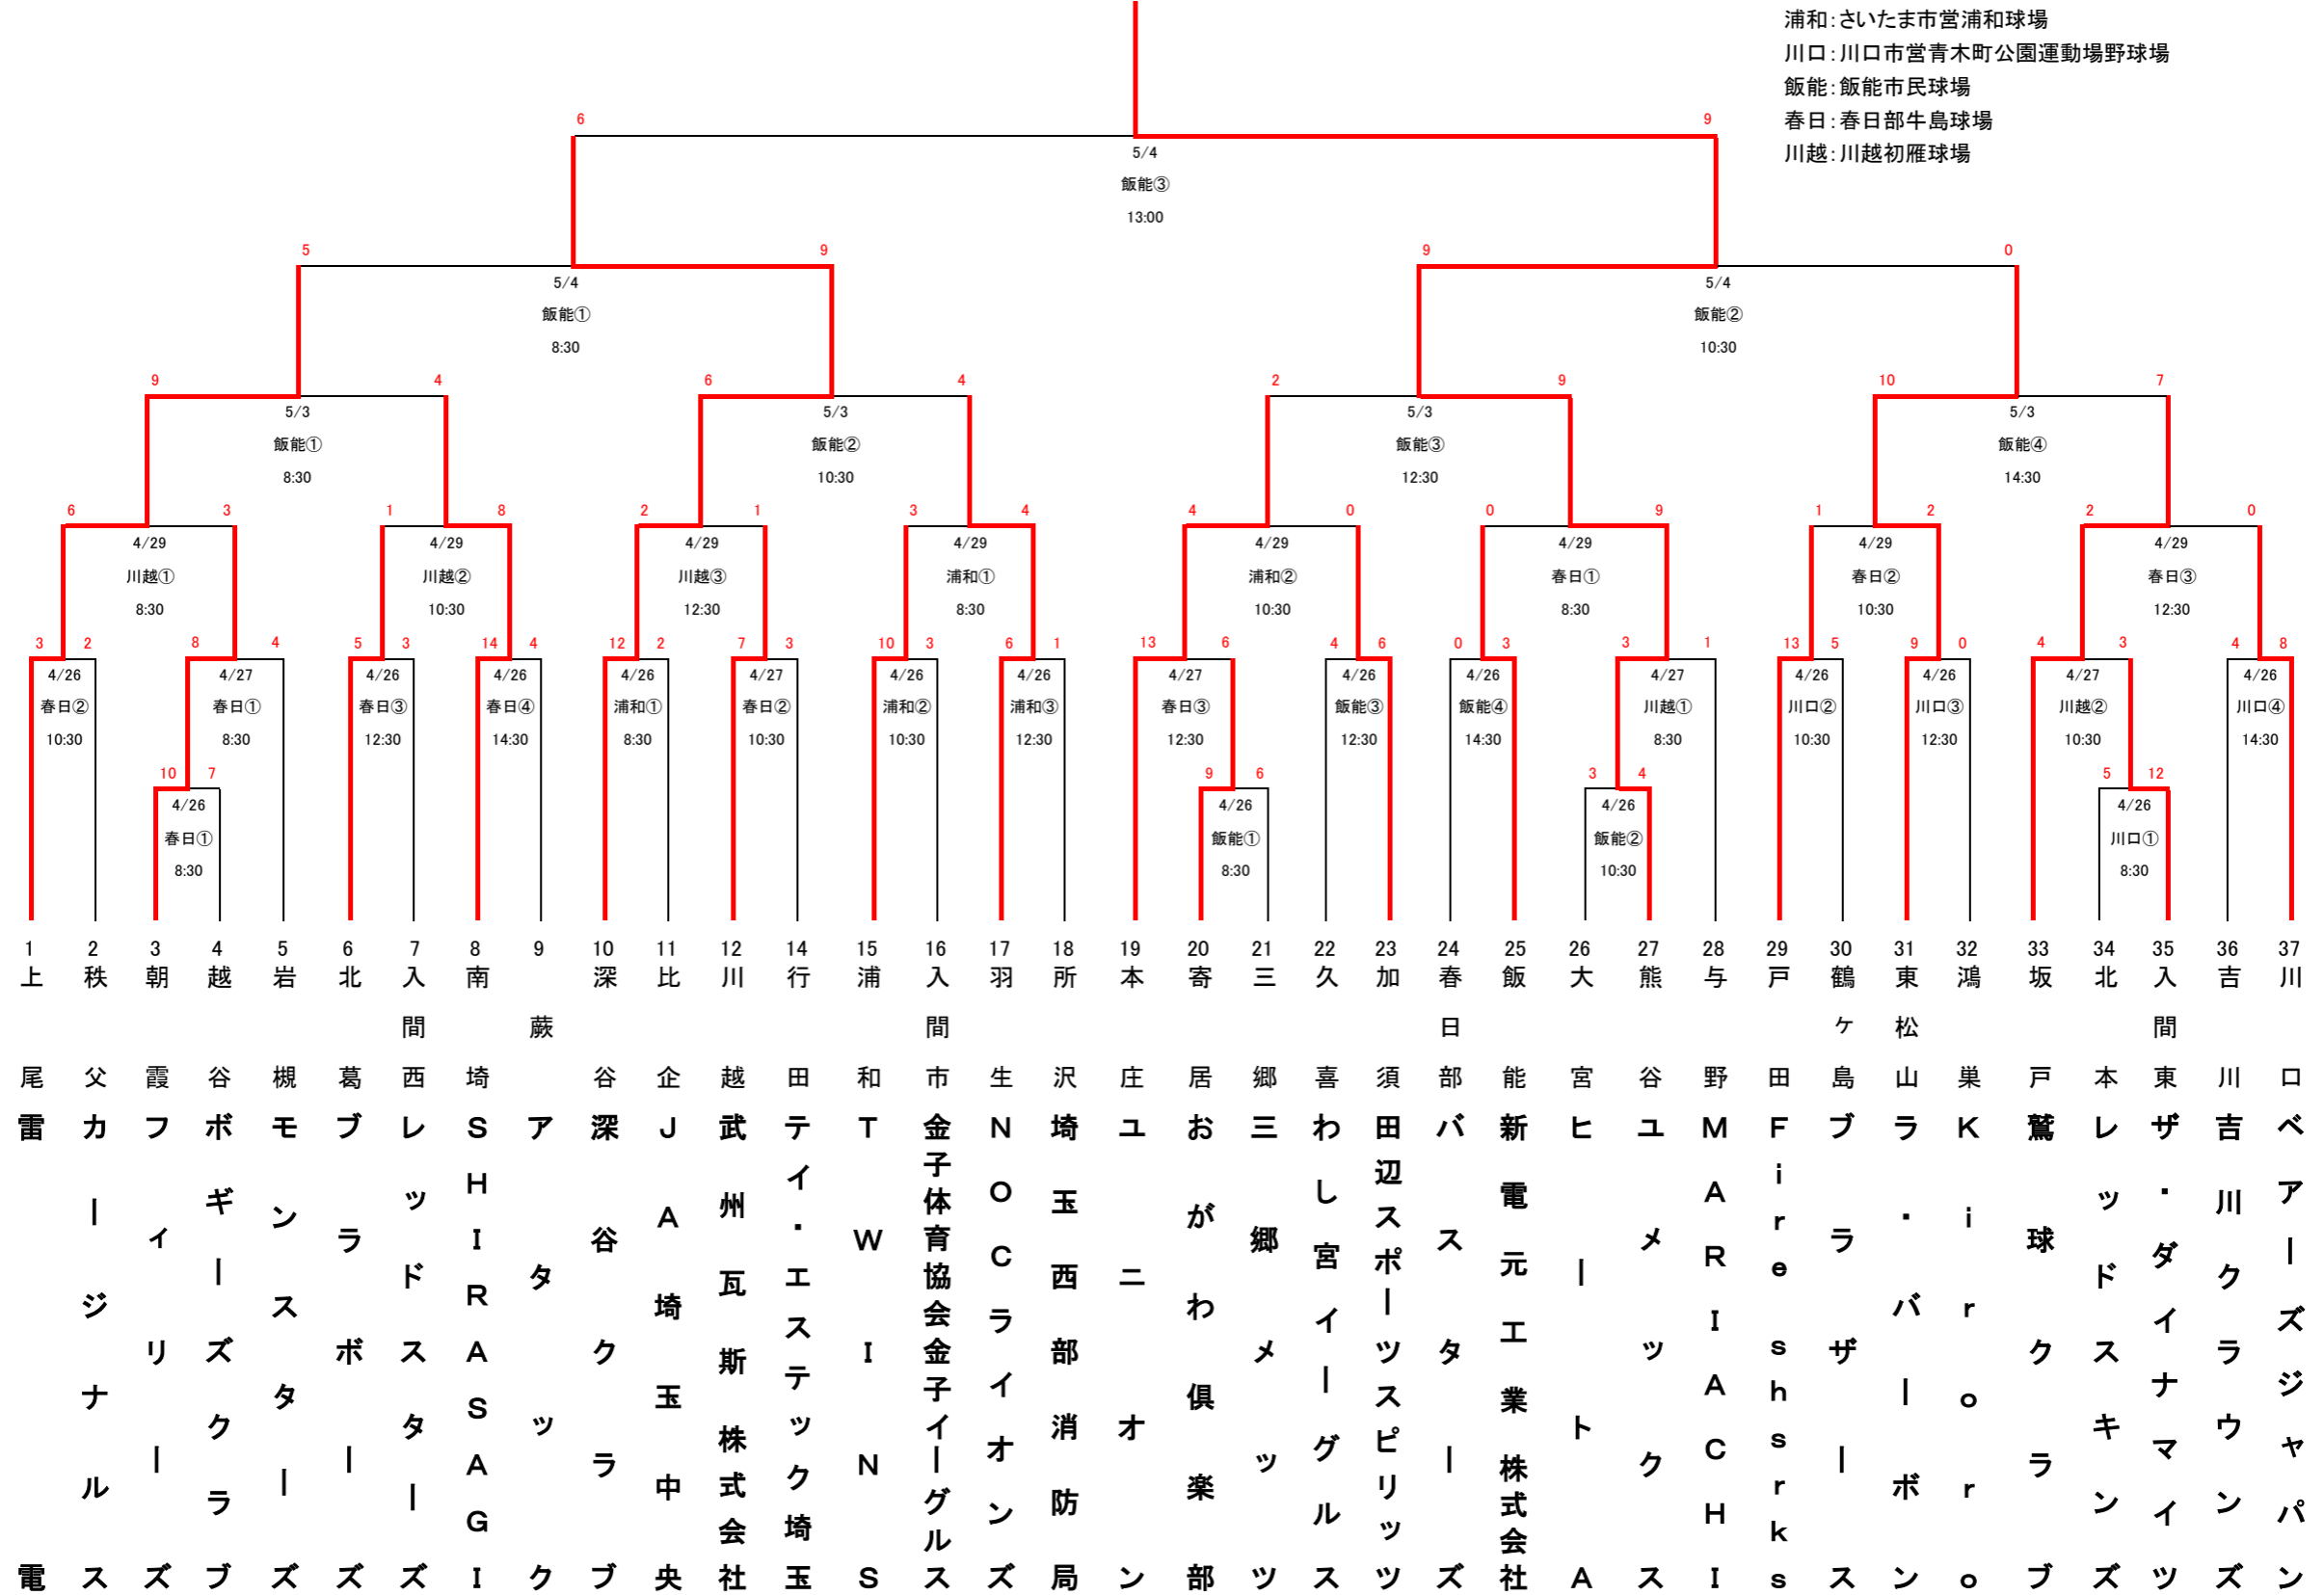 浦和：さいたま市営浦和球場
川口：川口市営青木町公園運動場野球場
飯能：飯能市民球場
春日：春日部牛島球場
川越：川越初雁球場
6 9
5/4
飯能③
13:00
5 9 9 0
5/4 5/4
飯能① 飯能②
8:30 10:30
9 4 6 4 2 9 10 7
5/3 5/3 5/3 5/3
飯能① 飯能② 飯能③ 飯能④
8:30 10:30 12:30 14:30
6 3 1 8 2 1 3 4 4 0 0 9 1 2 2 0
4/29 4/29 4/29 4/29 4/29 4/29 4/29 4/29
川越① 川越② 川越③ 浦和① 浦和② 春日① 春日② 春日③
8:30 10:30 12:30 8:30 10:30 8:30 10:30 12:30
3 2 8 4 5 3 14 4 12 2 7 3 10 3 6 1 13 6 4 6 0 3 3 1 13 5 9 0 4 3 4 8
4/26 4/27 4/26 4/26 4/26 4/27 4/26 4/26 4/27 4/26 4/26 4/27 4/26 4/26 4/27 4/26
春日② 春日① 春日③ 春日④ 浦和① 春日② 浦和② 浦和③ 春日③ 飯能③ 飯能④ 川越① 川口② 川口③ 川越② 川口④
10:30 8:30 12:30 14:30 8:30 10:30 10:30 12:30 12:30 12:30 14:30 8:30 10:30 12:30 10:30 14:30
10 7 9 6 3 4 5 12
4/26 4/26 4/26 4/26
春日① 飯能① 飯能② 川口①
8:30 8:30 10:30 8:30
1 上尾 雷電
2 秩父 カージナルス
3 朝霞 フィリーズ
4 越谷 ボギーズクラブ
5 岩槻 モンスターズ
6 北葛 ブラボーズ
7 入間西 レッドスターズ
8 南埼 SHIRASAGI
9 蕨 アタック
10 深谷 深谷クラブ
11 比企 JA埼玉中央
12 川越 武州瓦斯株式会社
14 行田 テイ・エステック埼玉
15 浦和 TWINS
16 入間市 金子体育協会金子イーグルス
17 羽生 NOCライオンズ
18 所沢 埼玉西部消防局
19 本庄 ユニオン
20 寄居 おがわ倶楽部
21 三郷 三郷メッツ
22 久喜 わし宮イーグルス
23 加須 田辺スポーツスピリッツ
24 春日部 バスターズ
25 飯能 新電元工業株式会社
26 大宮 ヒートA
27 熊谷 ユメックス
28 与野 MARIACHI
29 戸田 Fire shsrks
30 鶴ヶ島 ブラザース
31 東松山 ラ・バーボン
32 鴻巣 Kirorro
33 坂戸 鷲球クラブ
34 北本 レッドスキンズ
35 入間東 ザ・ダイナマイツ
36 吉川 吉川クラウンズ
37 川口 ベアーズジャパン